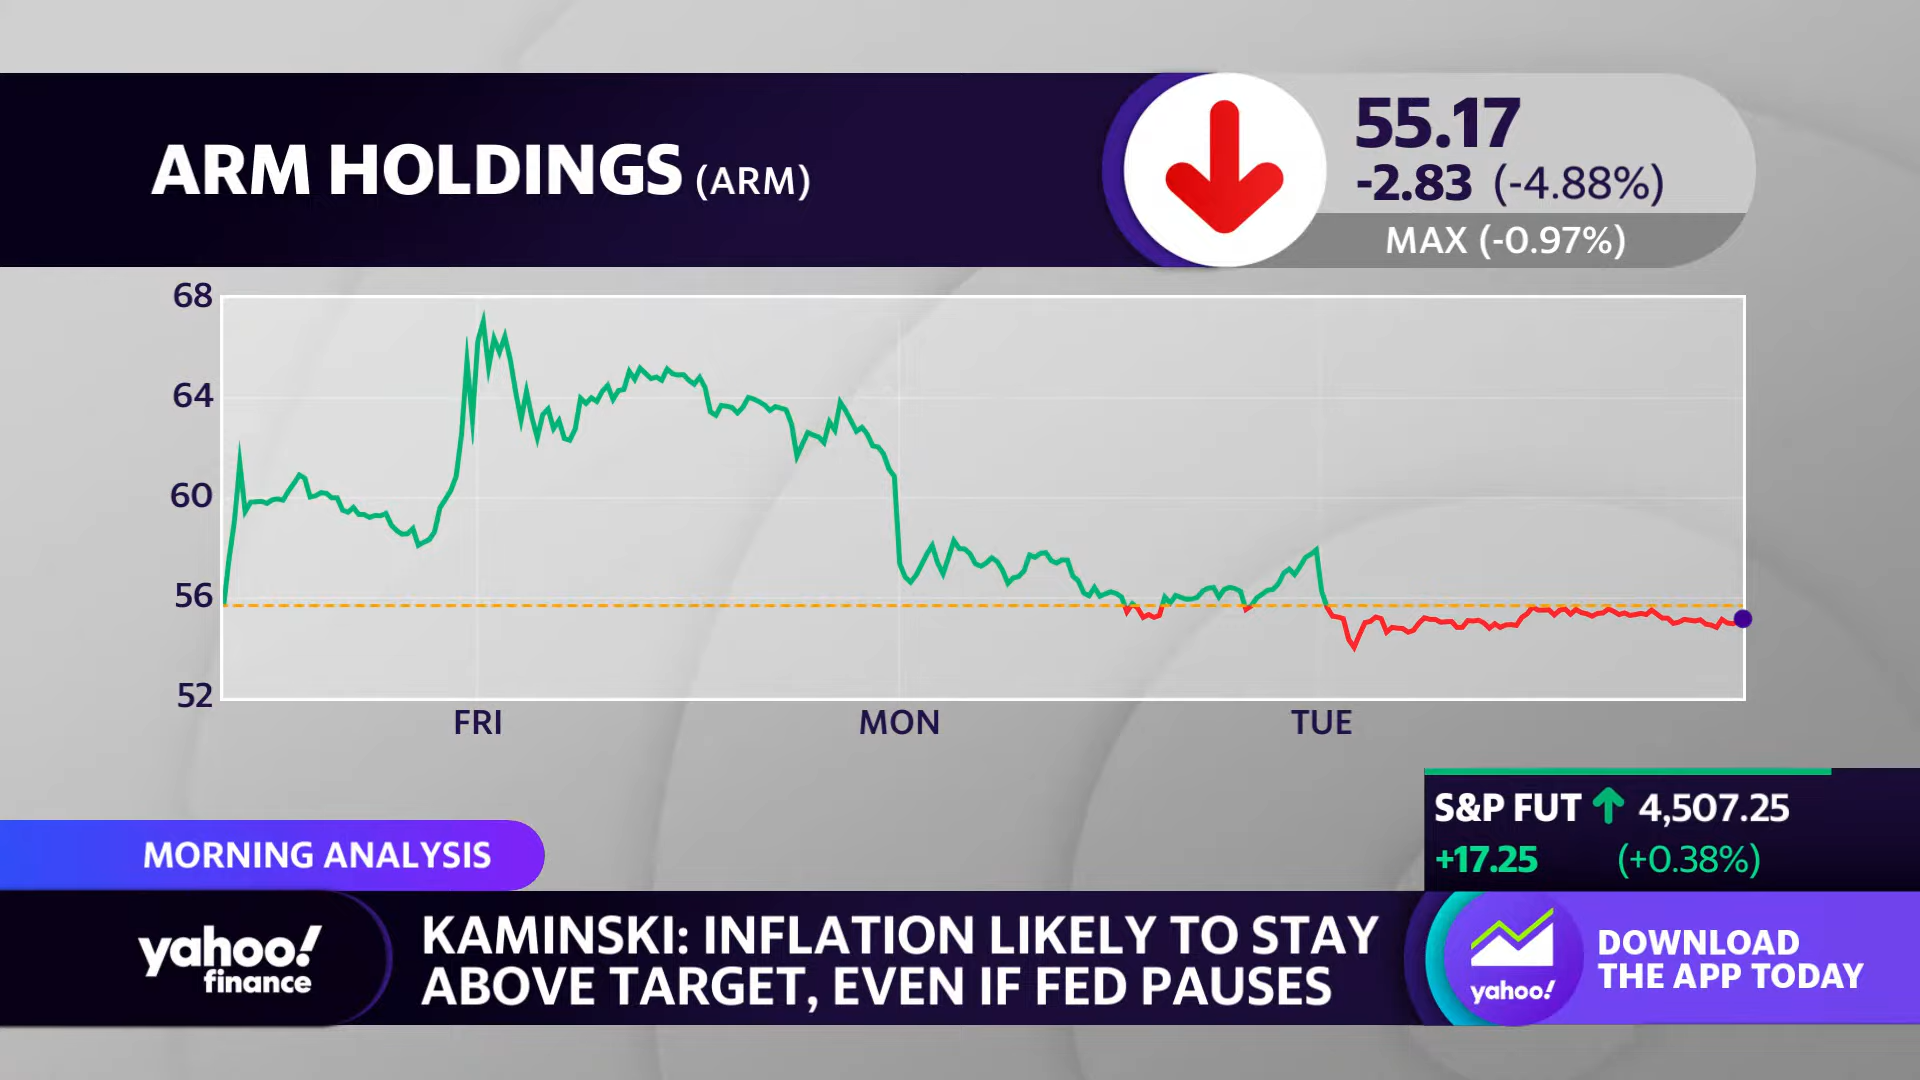 ARM HOLDINGS (ARM)
55.17
-2.83 (-4.88%)
MAX (-0.97%)
68
64
60
56
52
FRI MON TUE
S&P FUT 4,507.25
+17.25 (+0.38%)
MORNING ANALYSIS
yahoo!
finance
KAMINSKI: INFLATION LIKELY TO STAY
ABOVE TARGET, EVEN IF FED PAUSES
yahoo!
DOWNLOAD
THE APP TODAY